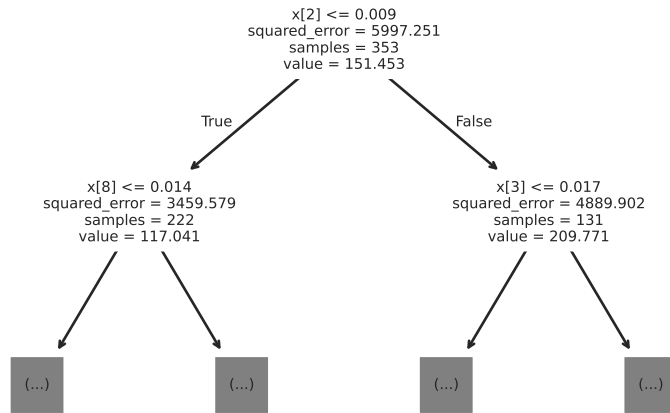 x[2] <= 0.009
squared_error = 5997.251
samples = 353
value = 151.453
True
False
x[8] <= 0.014
squared_error = 3459.579
samples = 222
value = 117.041
x[3] <= 0.017
squared_error = 4889.902
samples = 131
value = 209.771
(...)
(...)
(...)
(...)